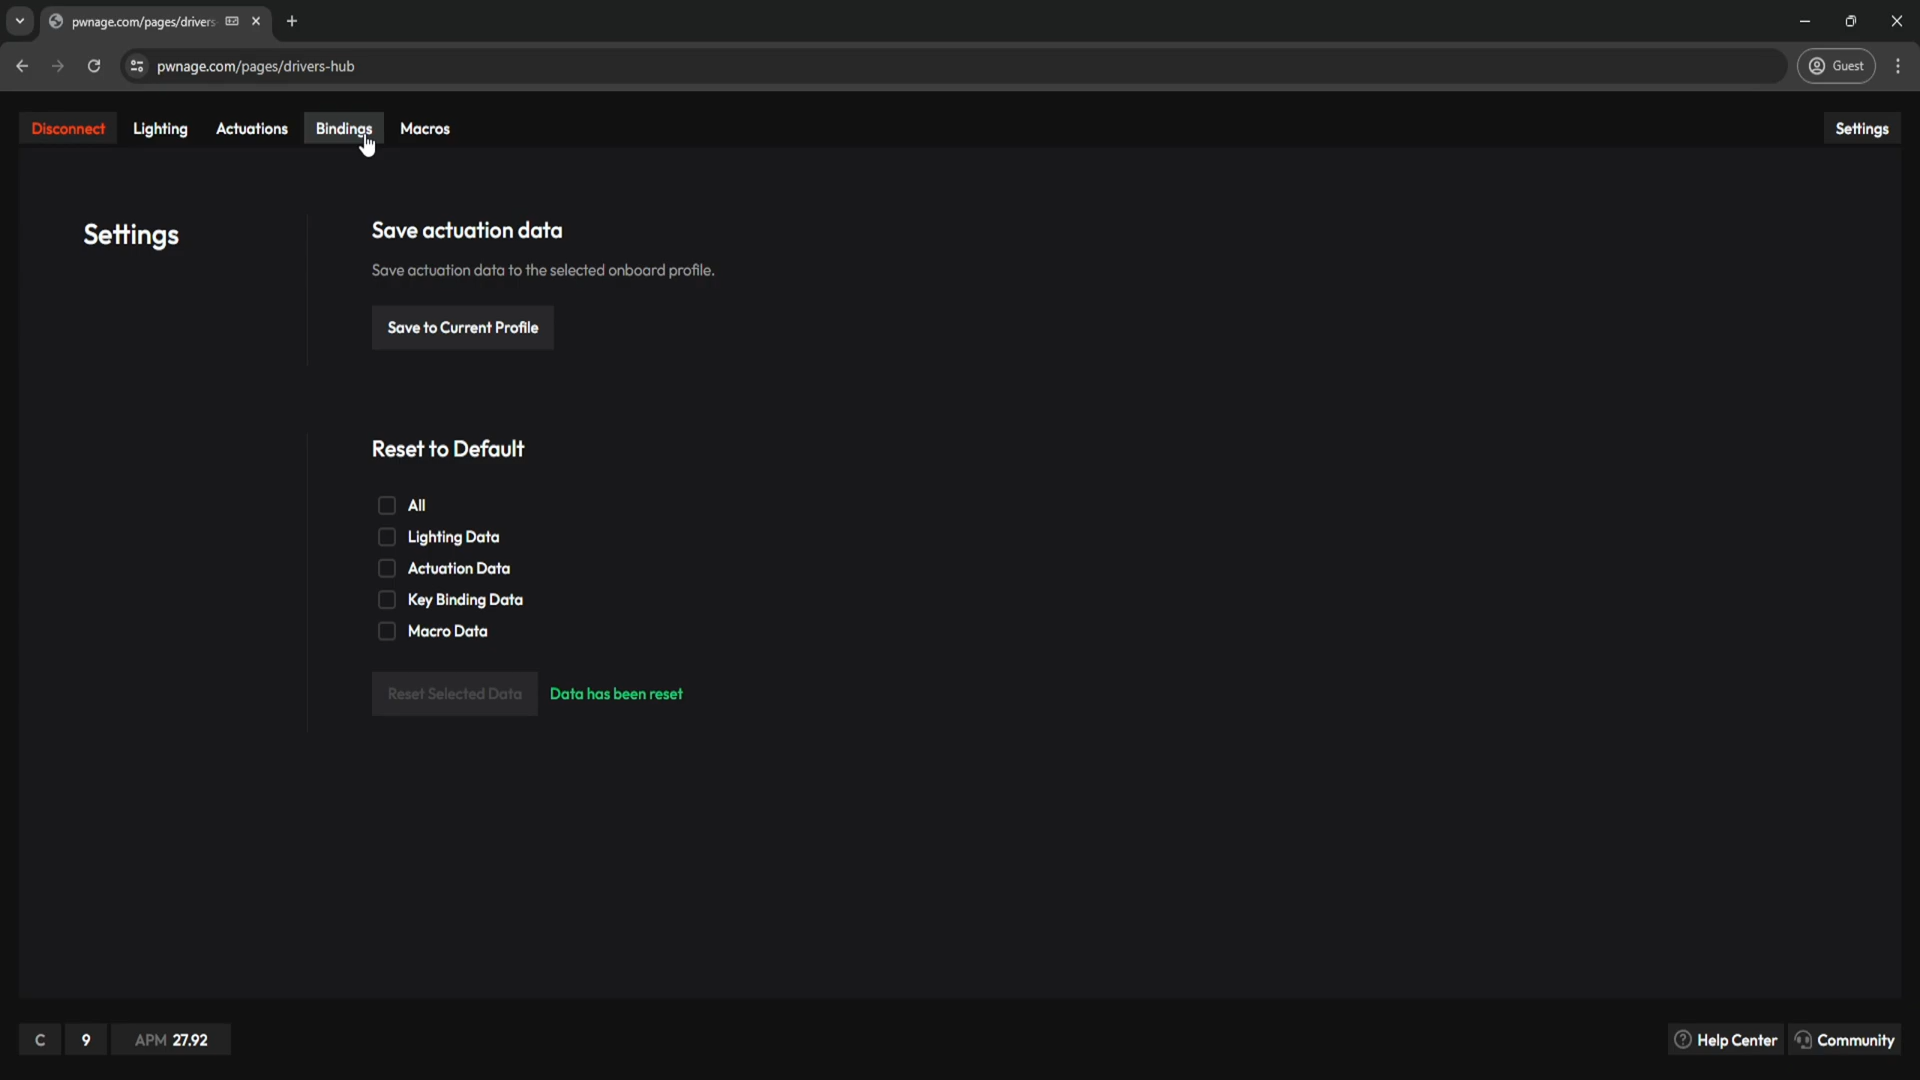 pwnage.com/pages/drivers-
pwnage.com/pages/drivers-hub
Guest
Disconnect
Lighting
Actuations
Bindings
Macros
Settings
Settings
Save actuation data
Save actuation data to the selected onboard profile.
Save to Current Profile
Reset to Default
All
Lighting Data
Actuation Data
Key Binding Data
Macro Data
Reset Selected Data
Data has been reset
C
9
APM 27.92
Help Center
Community